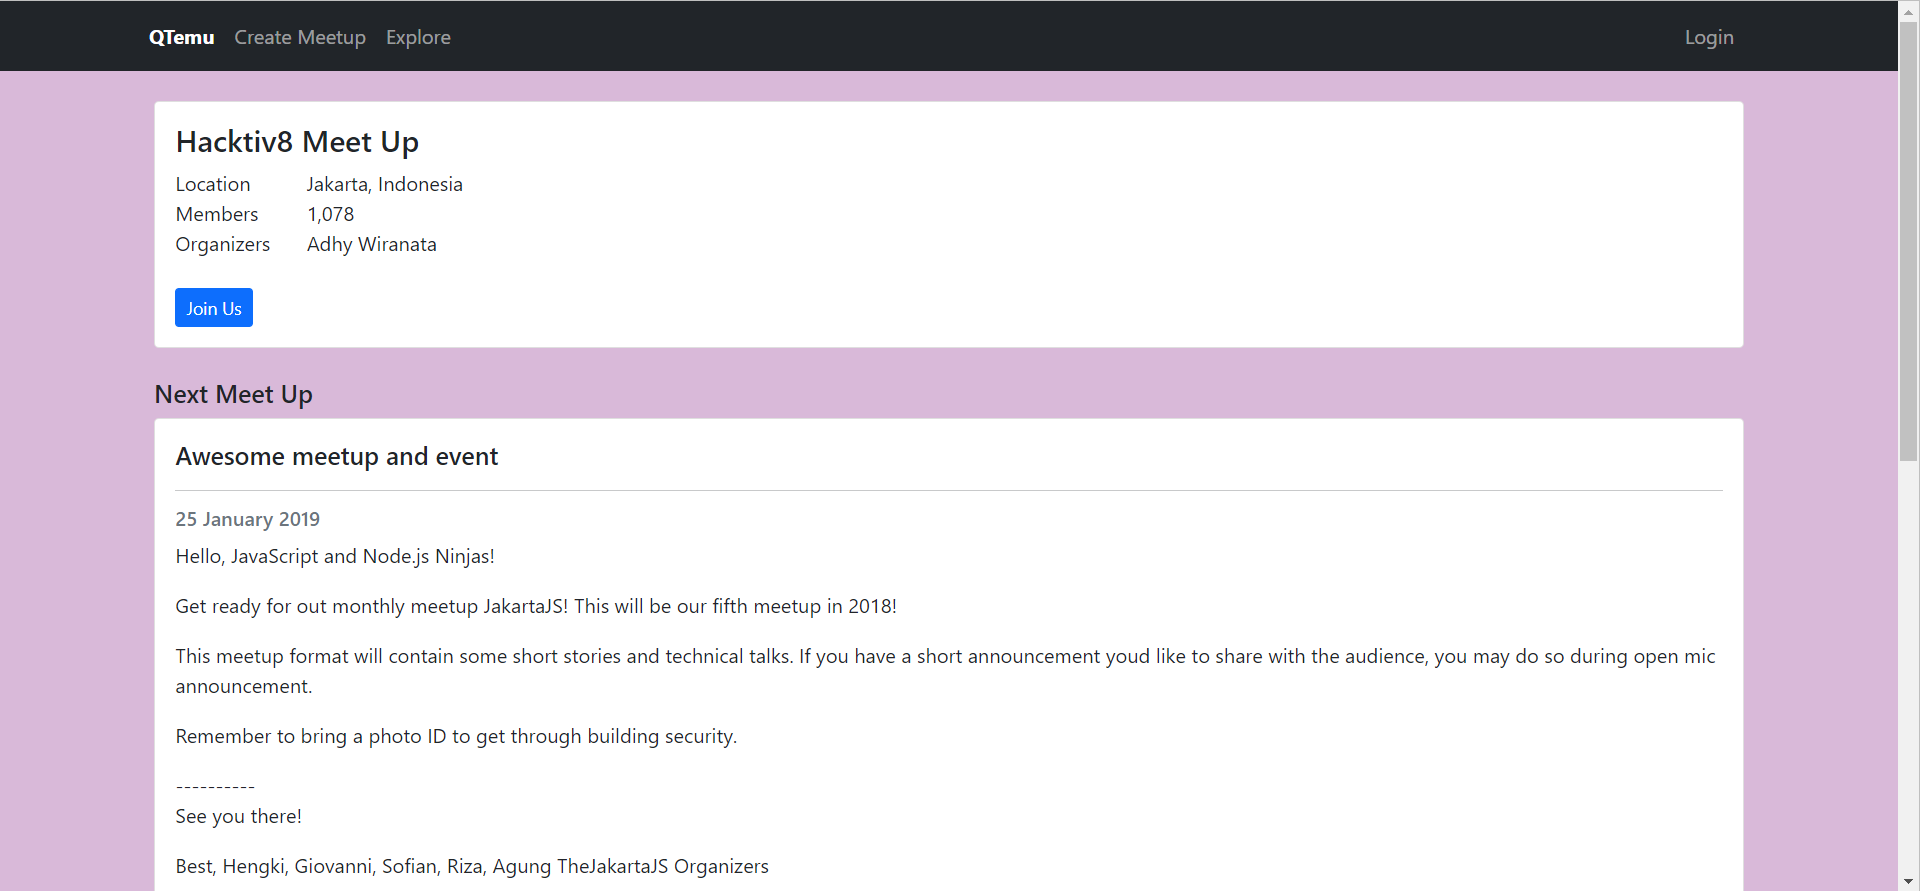 QTemu Create Meetup Explore Login
Hacktiv8 Meet Up
Location Jakarta, Indonesia
Members 1,078
Organizers Adhy Wiranata
Join Us
Next Meet Up
Awesome meetup and event
25 January 2019
Hello, JavaScript and Node.js Ninjas!
Get ready for out monthly meetup JakartaJS! This will be our fifth meetup in 2018!
This meetup format will contain some short stories and technical talks. If you have a short announcement youd like to share with the audience, you may do so during open mic
announcement.
Remember to bring a photo ID to get through building security.
----------
See you there!
Best, Hengki, Giovanni, Sofian, Riza, Agung TheJakartaJS Organizers